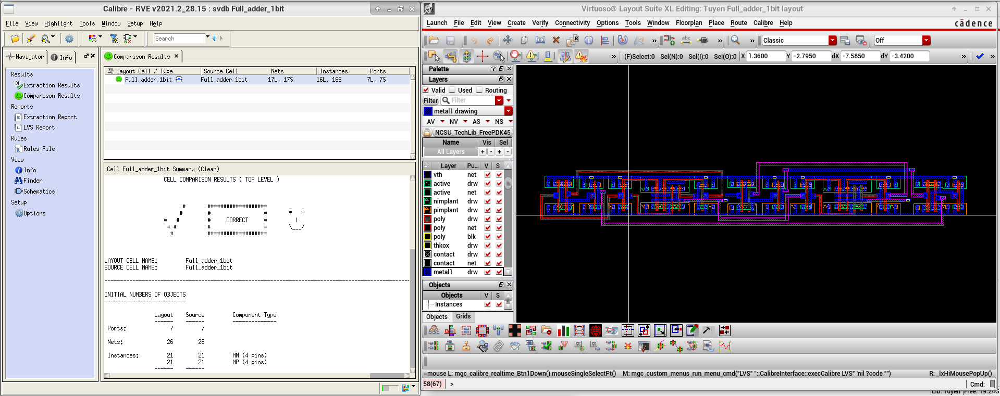 Calibre - RVE v2021.2_28.15 : svdb Full_adder_1bit
File View Highlight Tools Window Setup Help
Search
Navigator
Info
Results
Extraction Results
Comparison Results
Reports
Extraction Report
LVS Report
Rules
Rules File
View
Info
Finder
Schematics
Setup
Options
Comparison Results
Layout Cell / Type Source Cell Nets Instances Ports
Full_adder_1bit Full_adder_1bit 17L, 17S 16L, 16S 7L, 7S
Cell Full_adder_1bit Summary (Clean)
CELL COMPARISON RESULTS ( TOP LEVEL )
# ################### _ _
# # # * *
# # # CORRECT # |
# # # # \___/
# ###################
LAYOUT CELL NAME: Full_adder_1bit
SOURCE CELL NAME: Full_adder_1bit
INITIAL NUMBERS OF OBJECTS
--------------------------
Layout Source Component Type
------ ------ --------------
Ports: 7 7
Nets: 26 26
Instances: 21 21 MN (4 pins)
21 21 MP (4 pins)
------ ------
Virtuoso® Layout Suite XL Editing: Tuyen Full_adder_1bit layout
Launch File Edit View Create Verify Connectivity Options Tools Window Floorplan Place Route Calibre Help
cādence
abc
R
» » »
Classic
Off
» (F)Select:0 Sel(N):0 Sel(I):0 Sel(O):0 X 1.3600 Y -2.7950 dX -7.5850 dY -3.4200 » »
Palette
Layers
Valid Used Routing
Filter Filter
metal1 drawing
AV NV AS NS
NCSU_TechLib_FreePDK45
Name Vis Sel
All Layers + - + -
Layer Pu... V S
vth net
active drw
active net
nimplant drw
pimplant drw
poly drw
poly net
poly blk
thkox drw
contact drw
contact net
metal1 drw
Objects
Objects V S
Instances
Objects Grids
mouse L: mgc_calibre_realtime_Btn1Down() mouseSingleSelectPt() M: mgc_custom_menus_run_menu_cmd("LVS" "::CalibreInterface::execCalibre LVS" 'nil ?code "") R: _lxHiMousePopUp()
58(67) > Cmd:
Lib: Tuyen Free: 19.24G